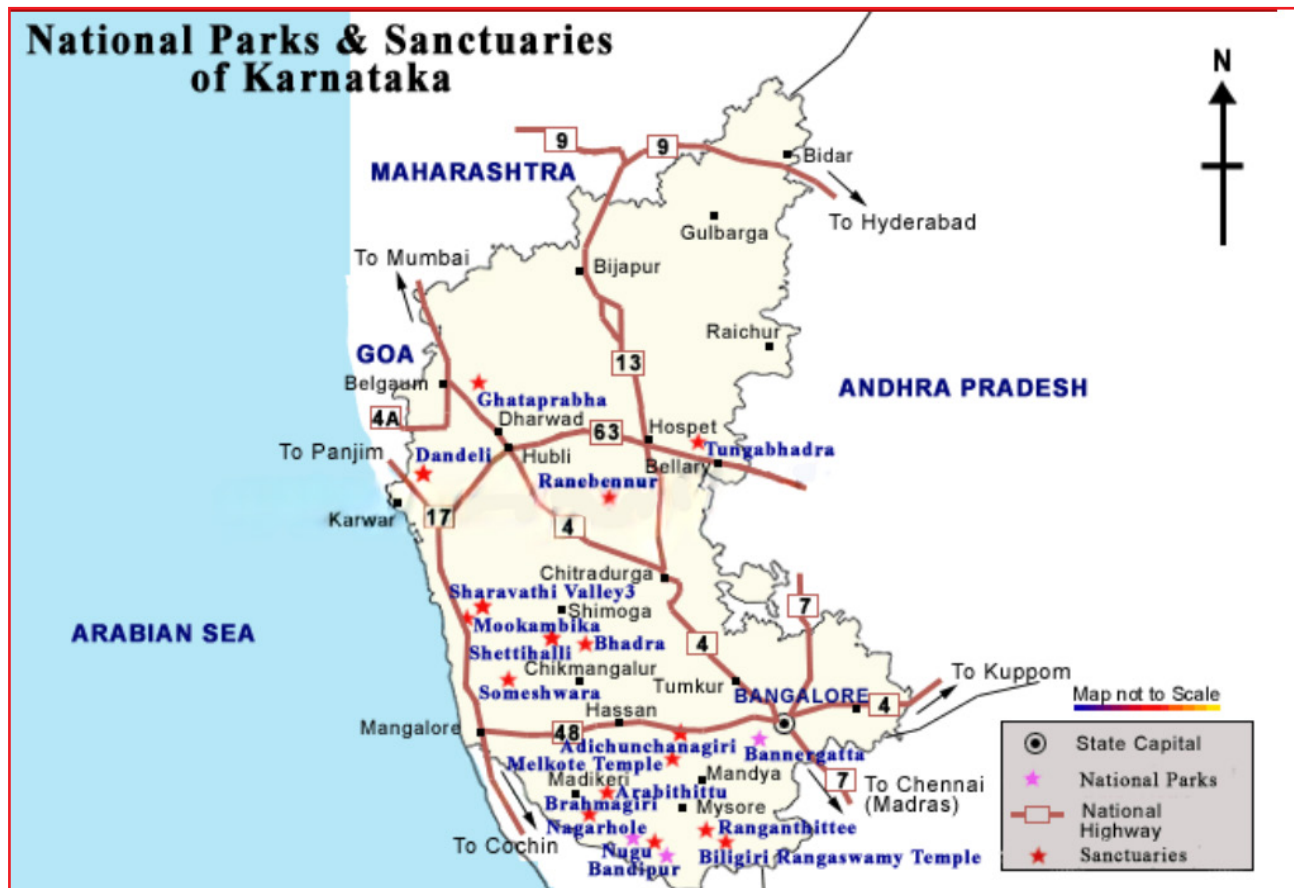 National Parks & Sanctuaries
of Karnataka
N
9
9
Bidar
MAHARASHTRA
To Hyderabad
Gulbarga
To Mumbai
Bijapur
Raichur
GOA
13
Belgaum
ANDHRA PRADESH
Ghataprabha
4A
Dharwad
63
Hospet
To Panjim
Dandeli
Hubli
Tungabhadra
Bellary
Ranebennur
Karwar
17
4
Chitradurga
Sharavathi Valley3
7
Shimoga
Mookambika
ARABIAN SEA
Bhadra
4
Shettihalli
Chikmangalur
To Kuppom
Someshwara
Tumkur
BANGALORE
4
Map not to Scale
Hassan
Mangalore
48
Adichunchanagiri
Bannergatta
State Capital
Melkote Temple
Madikeri
Mandya
7
To Chennai
(Madras)
National Parks
Arabithittu
Brahmagiri
Mysore
National
Highway
Nagarhole
Ranganthittee
To Cochin
Nugu
Biligiri Rangaswamy Temple
Sanctuaries
Bandipur